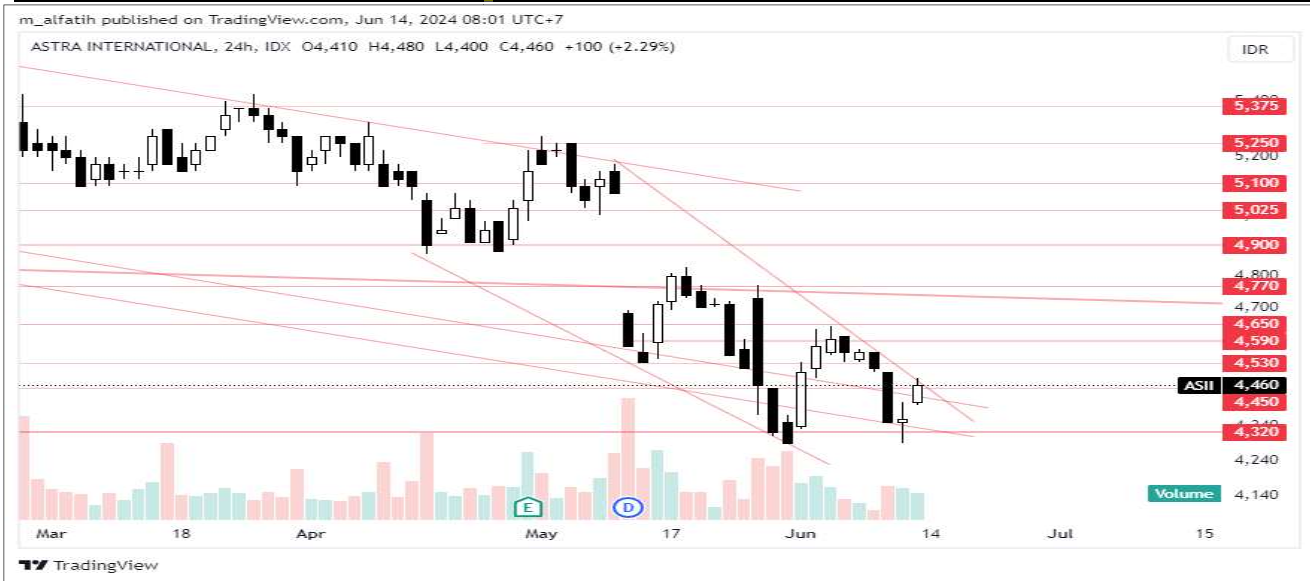 m_alfatih published on TradingView.com, Jun 14, 2024 08:01 UTC+7
ASTRA INTERNATIONAL, 24h, IDX O4,410 H4,480 L4,400 C4,460 +100 (+2.29%)
IDR
5,375
5,250
5,200
5,100
5,025
4,900
4,800
4,770
4,700
4,650
4,590
4,530
ASII 4,460
4,450
4,320
4,240
Volume 4,140
E D
Mar 18 Apr May 17 Jun 14 Jul 15
TradingView